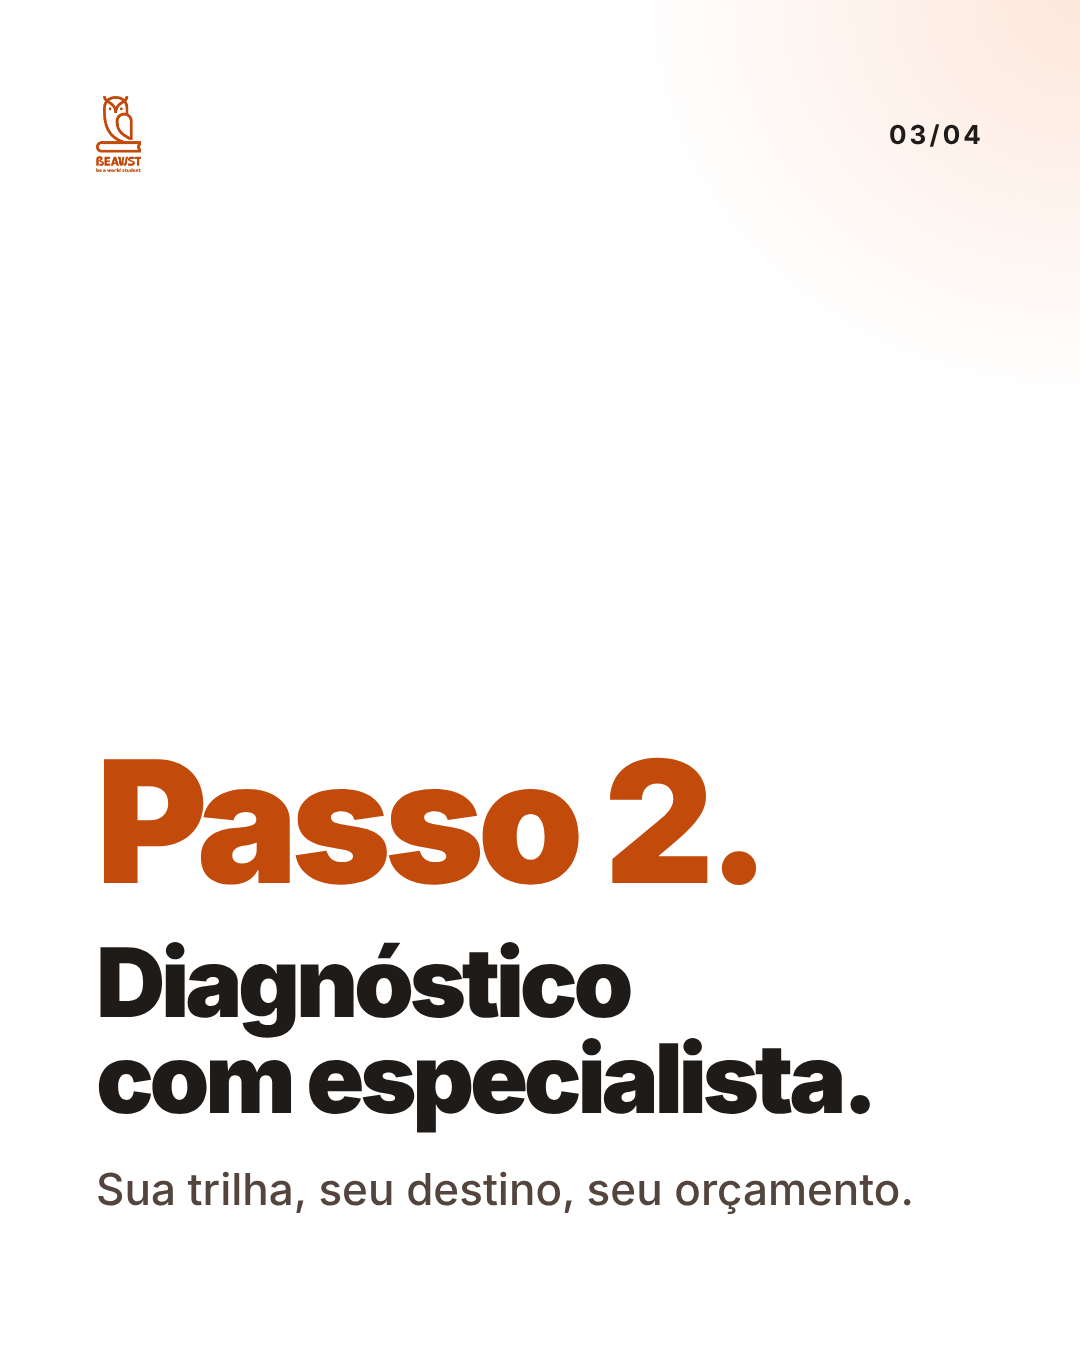 BEAWST
be a world student
03/04
Passo 2.
Diagnóstico
com especialista.
Sua trilha, seu destino, seu orçamento.